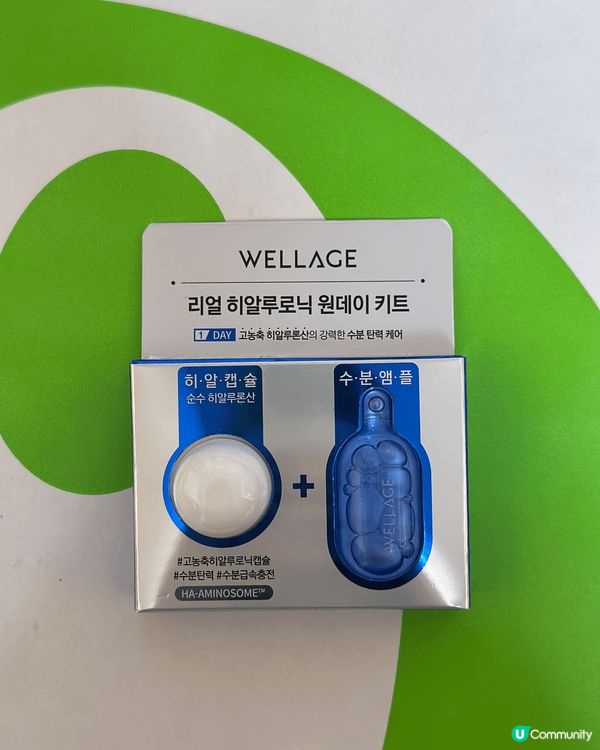 WELLAGE
리얼 히알루로닉 원데이 키트
1 DAY 고농축 히알루론산의 강력한 수분 탄력 케어
히·알·캡·슐
순수 히알루론산
수·분·앰·플
+
WELLAGE
#고농축히알루로닉캡슐
#수분탄력 #수분급속충전
HA-AMINOSOME™
U Community